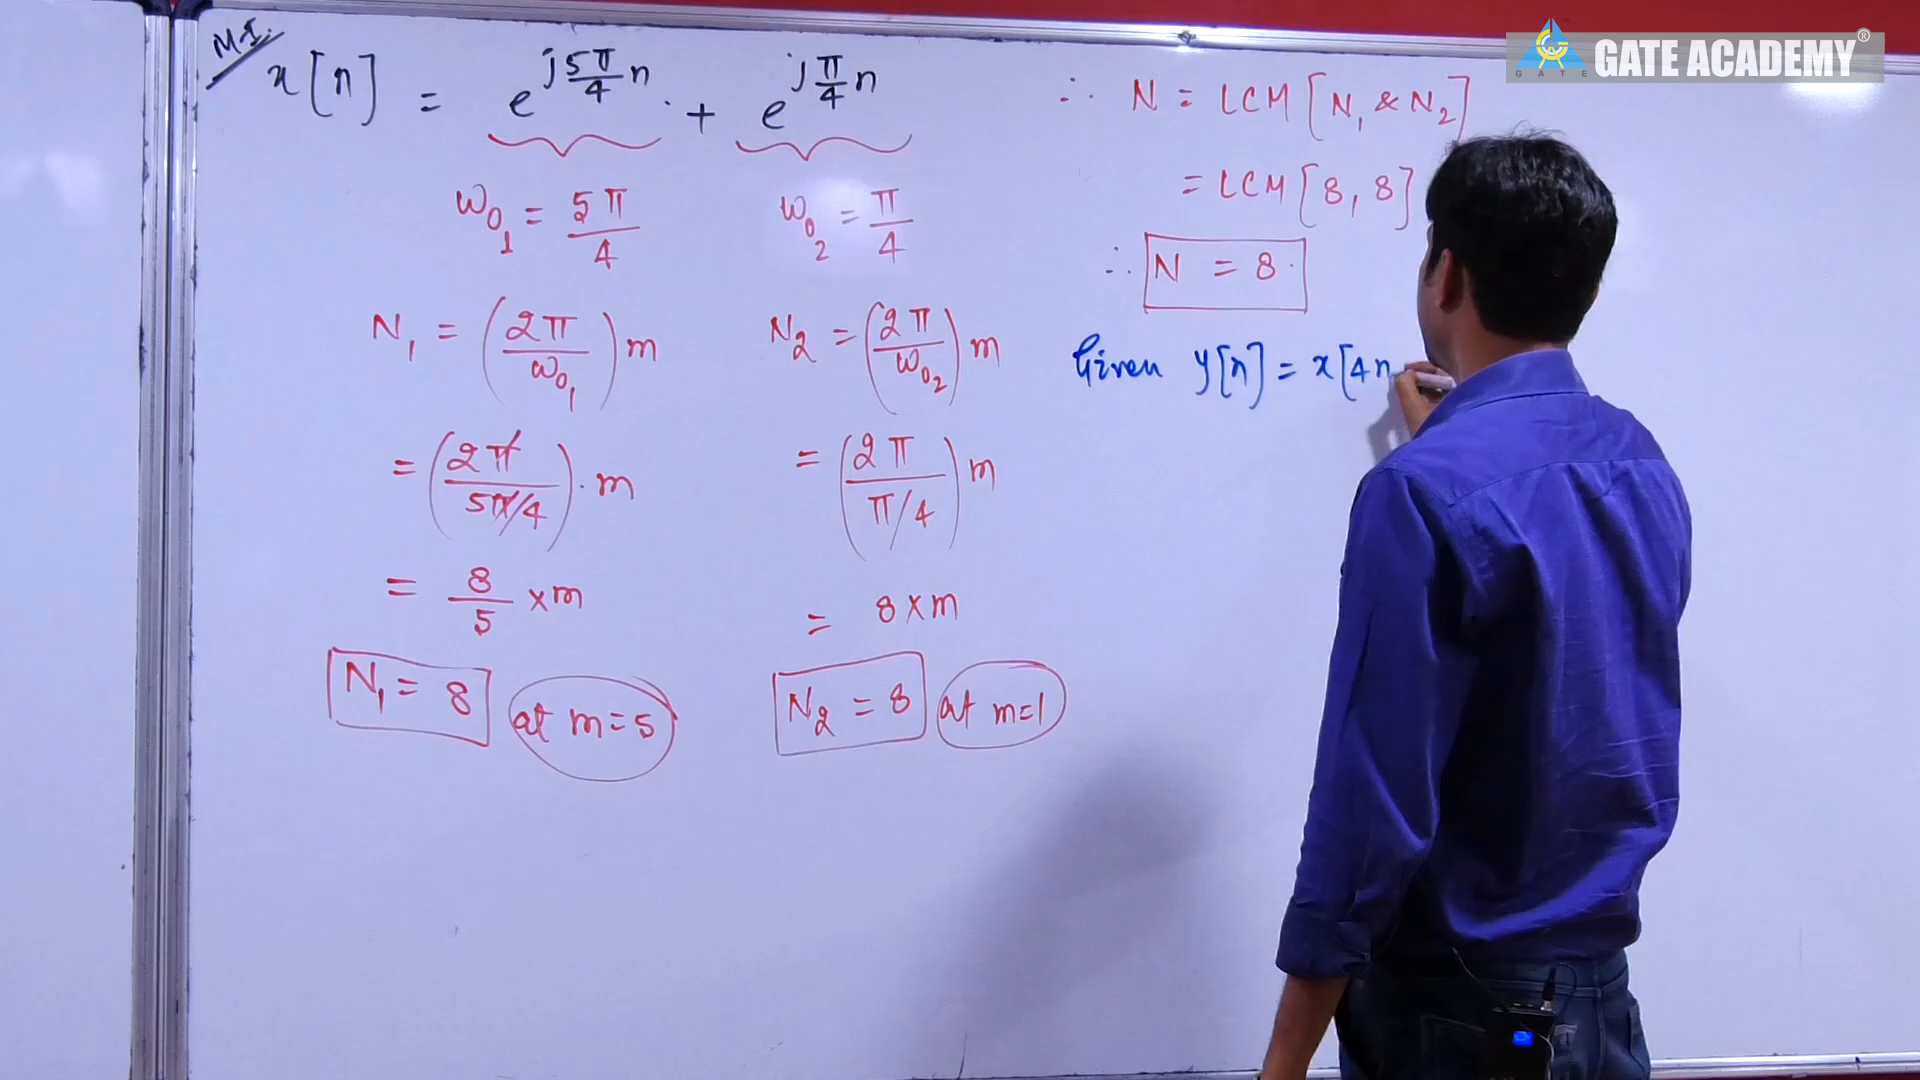 GATE ACADEMY®
GATE
M-1.
x[n] = e^{j5π/4 n} + e^{jπ/4 n}
ω₀₁ = 5π/4
ω₀₂ = π/4
N₁ = (2π/ω₀₁) m
= (2π/5π/4) . m
= 8/5 × m
N₁ = 8 at m=5
N₂ = (2π/ω₀₂) m
= (2π/π/4) m
= 8 × m
N₂ = 8 at m=1
∴ N = LCM [N₁ & N₂]
= LCM [8, 8]
∴ N = 8
Given y[n] = x[4n